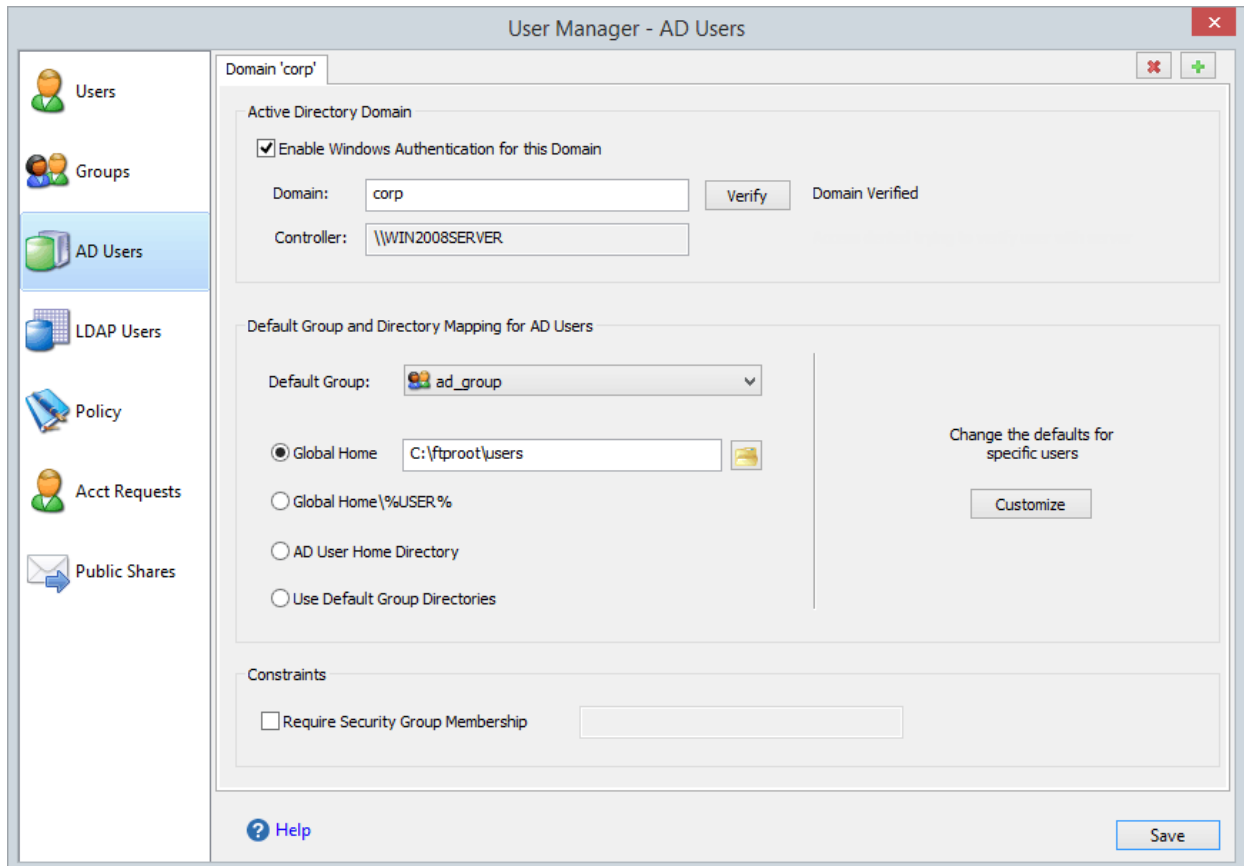 User Manager - AD Users
Users
Groups
AD Users
LDAP Users
Policy
Acct Requests
Public Shares
Domain 'corp'
Active Directory Domain
Enable Windows Authentication for this Domain
Domain: corp Verify Domain Verified
Controller: \\WIN2008SERVER
Default Group and Directory Mapping for AD Users
Default Group: ad_group
Global Home C:\ftproot\users
Global Home\%USER%
AD User Home Directory
Use Default Group Directories
Change the defaults for
specific users
Customize
Constraints
Require Security Group Membership
Help
Save